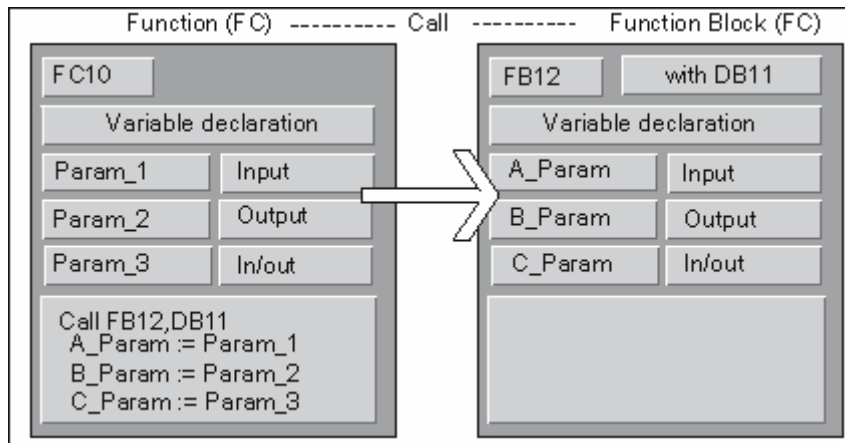 Function (FC) ---------- Call ---------- Function Block (FC)
FC10
Variable declaration
Param_1 Input
Param_2 Output
Param_3 In/out
Call FB12,DB11
A_Param := Param_1
B_Param := Param_2
C_Param := Param_3
FB12 with DB11
Variable declaration
A_Param Input
B_Param Output
C_Param In/out